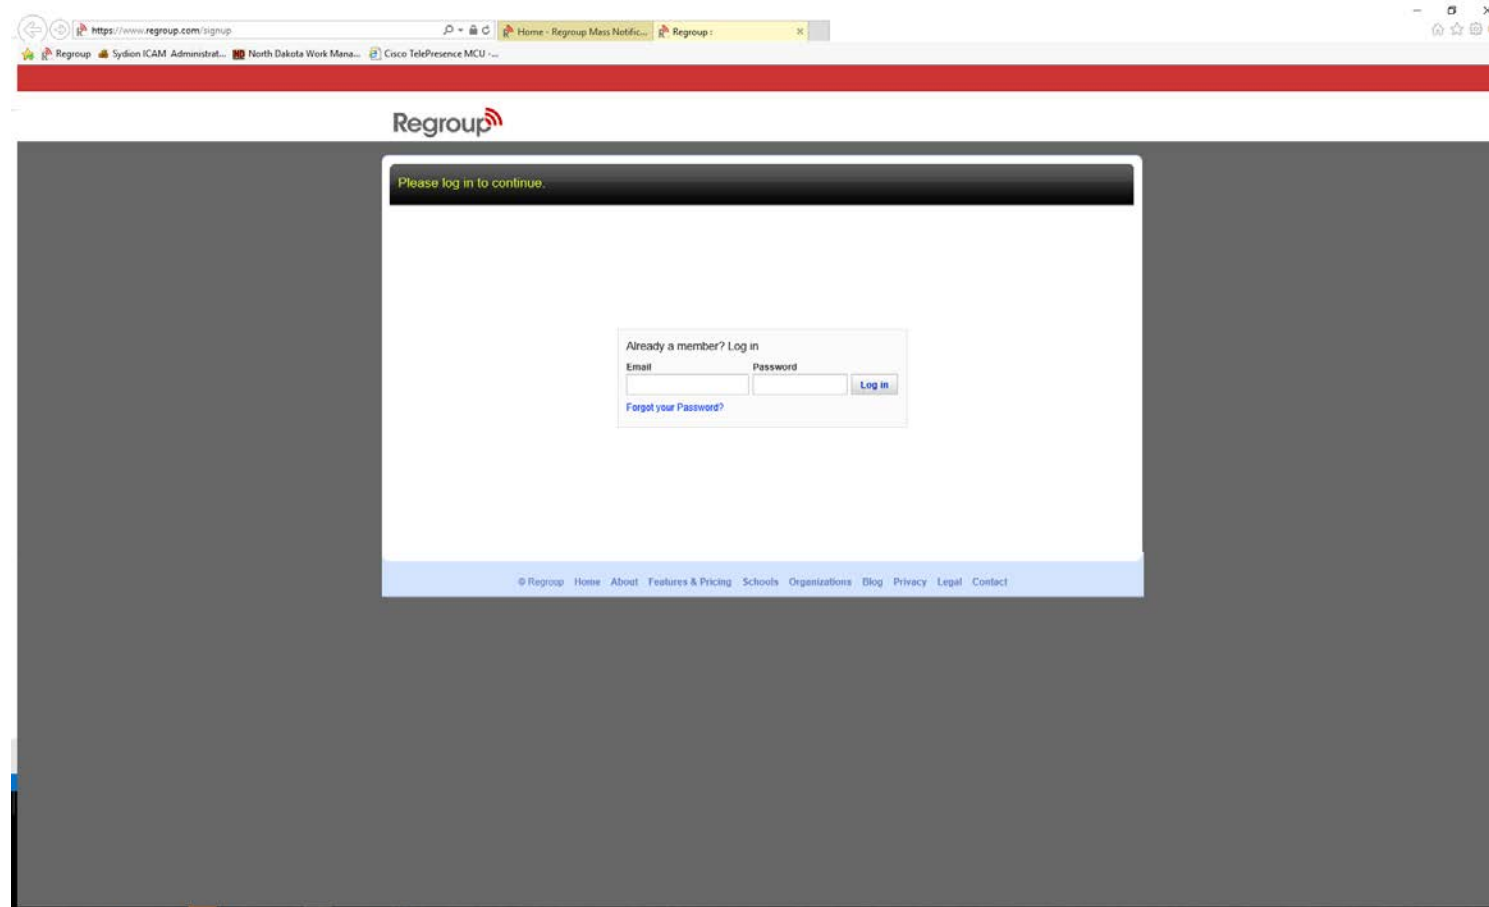 https://www.regroup.com/signup
Home - Regroup Mass Notific...
Regroup :
Regroup
Sydion ICAM Administrat...
ND North Dakota Work Mana...
Cisco TelePresence MCU -...
Regroup
Please log in to continue.
Already a member? Log in
Email Password
Log in
Forgot your Password?
© Regroup Home About Features & Pricing Schools Organizations Blog Privacy Legal Contact